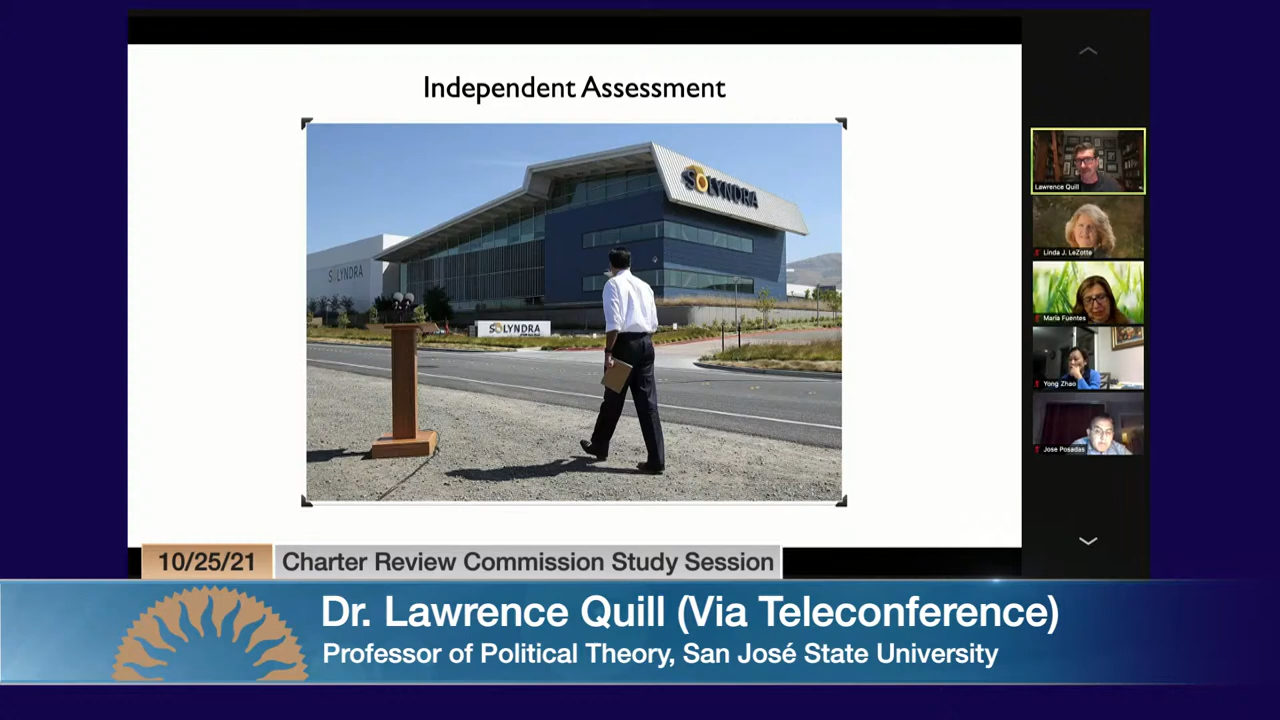 Independent Assessment
SOLYNDRA
SOLYNDRA
SOLYNDRA
Lawrence Quill
Linda J. LeZotte
Maria Fuentes
Yong Zhao
Jose Posadas
10/25/21
Charter Review Commission Study Session
Dr. Lawrence Quill (Via Teleconference)
Professor of Political Theory, San José State University